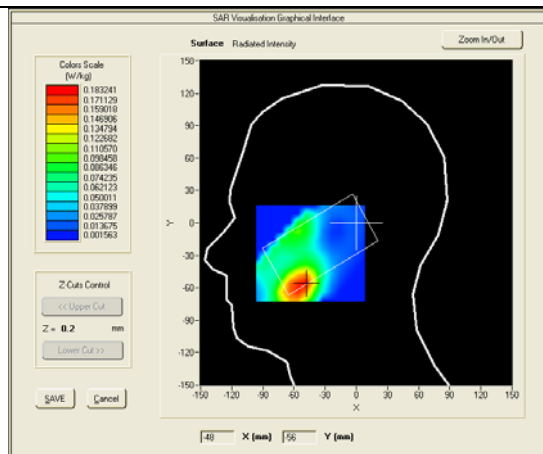 SAR Visualisation Graphical Interface
Surface Radiated Intensity
Zoom In/Out
Colors Scale
(W/kg)
0.183241
0.171129
0.159018
0.146906
0.134794
0.122682
0.110570
0.098458
0.086346
0.074235
0.062123
0.050011
0.037899
0.025787
0.013675
0.001563
Z-Cuts Control
<< Upper Cut
Z = 0.2 mm
Lower Cut >>
SAVE Cancel
150
120
90
60
30
0
-30
-60
-90
-120
-150
Y
-150 -120 -90 -60 -30 0 30 60 90 120 150
X
-48 X (mm) -56 Y (mm)